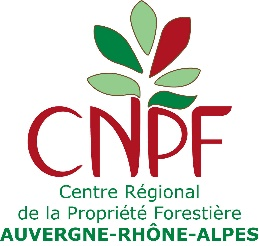 CNPF
Centre Régional
de la Propriété Forestière
AUVERGNE-RHÔNE-ALPES